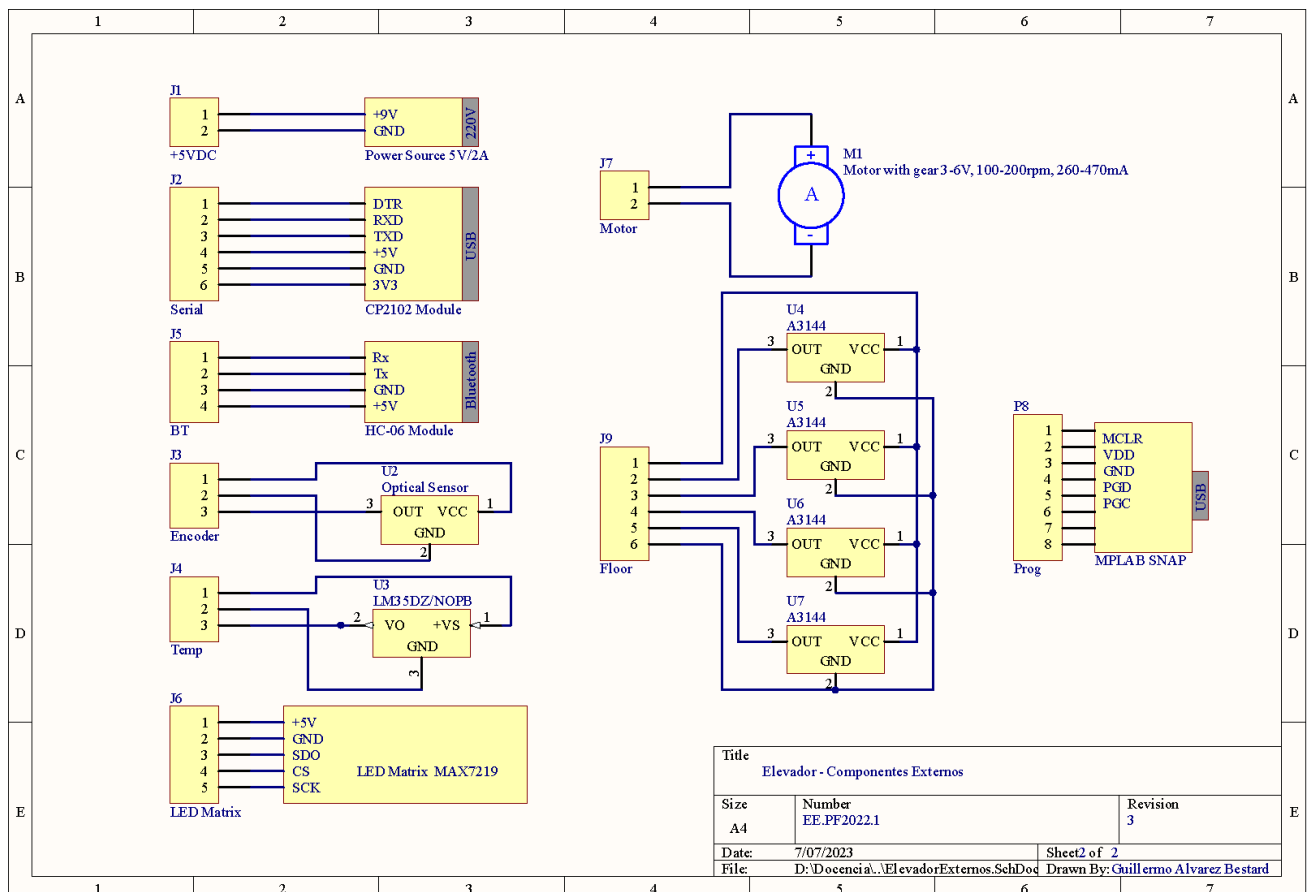 1 2 3 4 5 6 7
A A
B B
C C
D D
E E
J1
1 +9V
2 GND
220V
+5VDC Power Source 5V/2A
J2
1 DTR
2 RXD
3 TXD
4 +5V
5 GND
6 3V3
USB
Serial CP2102 Module
J5
1 Rx
2 Tx
3 GND
4 +5V
Bluetooth
BT HC-06 Module
J3
1
2
3
Encoder
U2
Optical Sensor
3 OUT VCC 1
GND
2
J4
1
2
3
Temp
U3
LM35DZ/NOPB
2 VO +VS 1
GND
3
J6
1 +5V
2 GND
3 SDO
4 CS
5 SCK
LED Matrix MAX7219
LED Matrix
J7
1
2
Motor
+
A
-
M1
Motor with gear 3-6V, 100-200rpm, 260-470mA
J9
1
2
3
4
5
6
Floor
U4
A3144
3 OUT VCC 1
GND
2
U5
A3144
3 OUT VCC 1
GND
2
U6
A3144
3 OUT VCC 1
GND
2
U7
A3144
3 OUT VCC 1
GND
2
P8
1
2
3
4
5
6
7
8
Prog
MCLR
VDD
GND
PGD
PGC
USB
MPLAB SNAP
Title
Elevador - Componentes Externos
Size Number Revision
A4 EE.PF2022.1 3
Date: 7/07/2023 Sheet2 of 2
File: D:\Docencia\..\ElevadorExternos.SchDoc Drawn By: Guillermo Alvarez Bestard
1 2 3 4 5 6 7